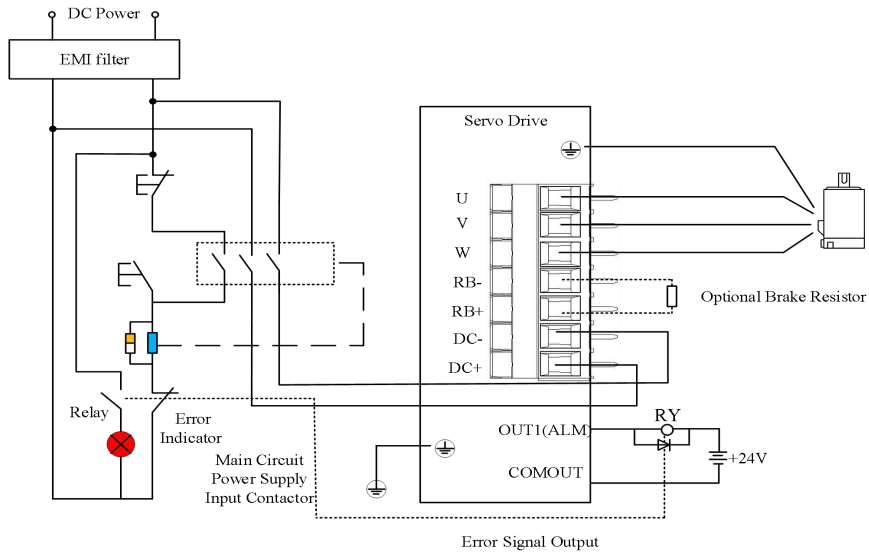 DC Power
EMI filter
Servo Drive
U
V
W
RB-
RB+
DC-
DC+
Optional Brake Resistor
Relay
Error
Indicator
Main Circuit
Power Supply
Input Contactor
OUT1(ALM)
RY
COMOUT
+24V
Error Signal Output